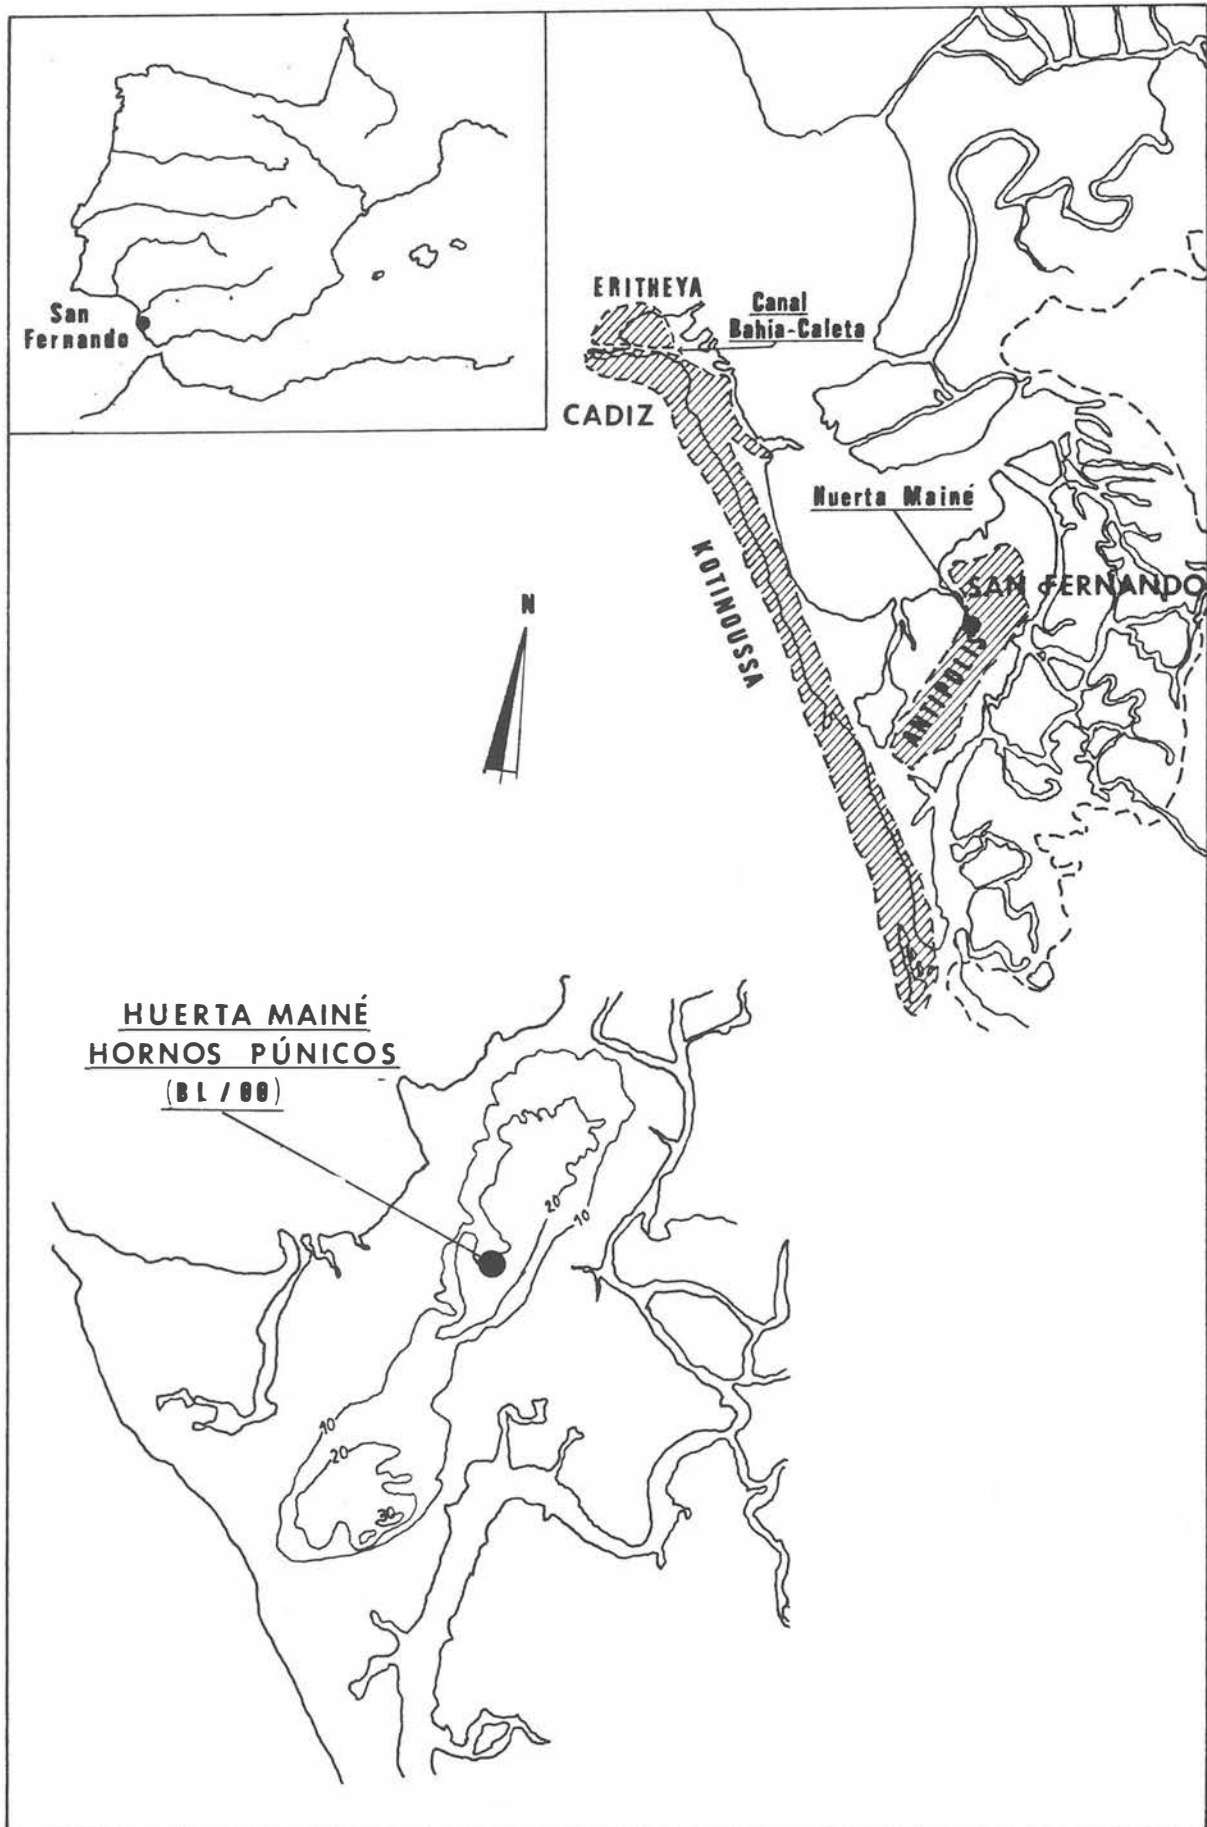 San
Fernando
ERITHEYA
Canal
Bahía-Caleta
CADIZ
Huerta Mainé
SAN FERNANDO
KOTINOUSSA
ANTIPOLIS
N
HUERTA MAINÉ
HORNOS PÚNICOS
20
10
10
20
30